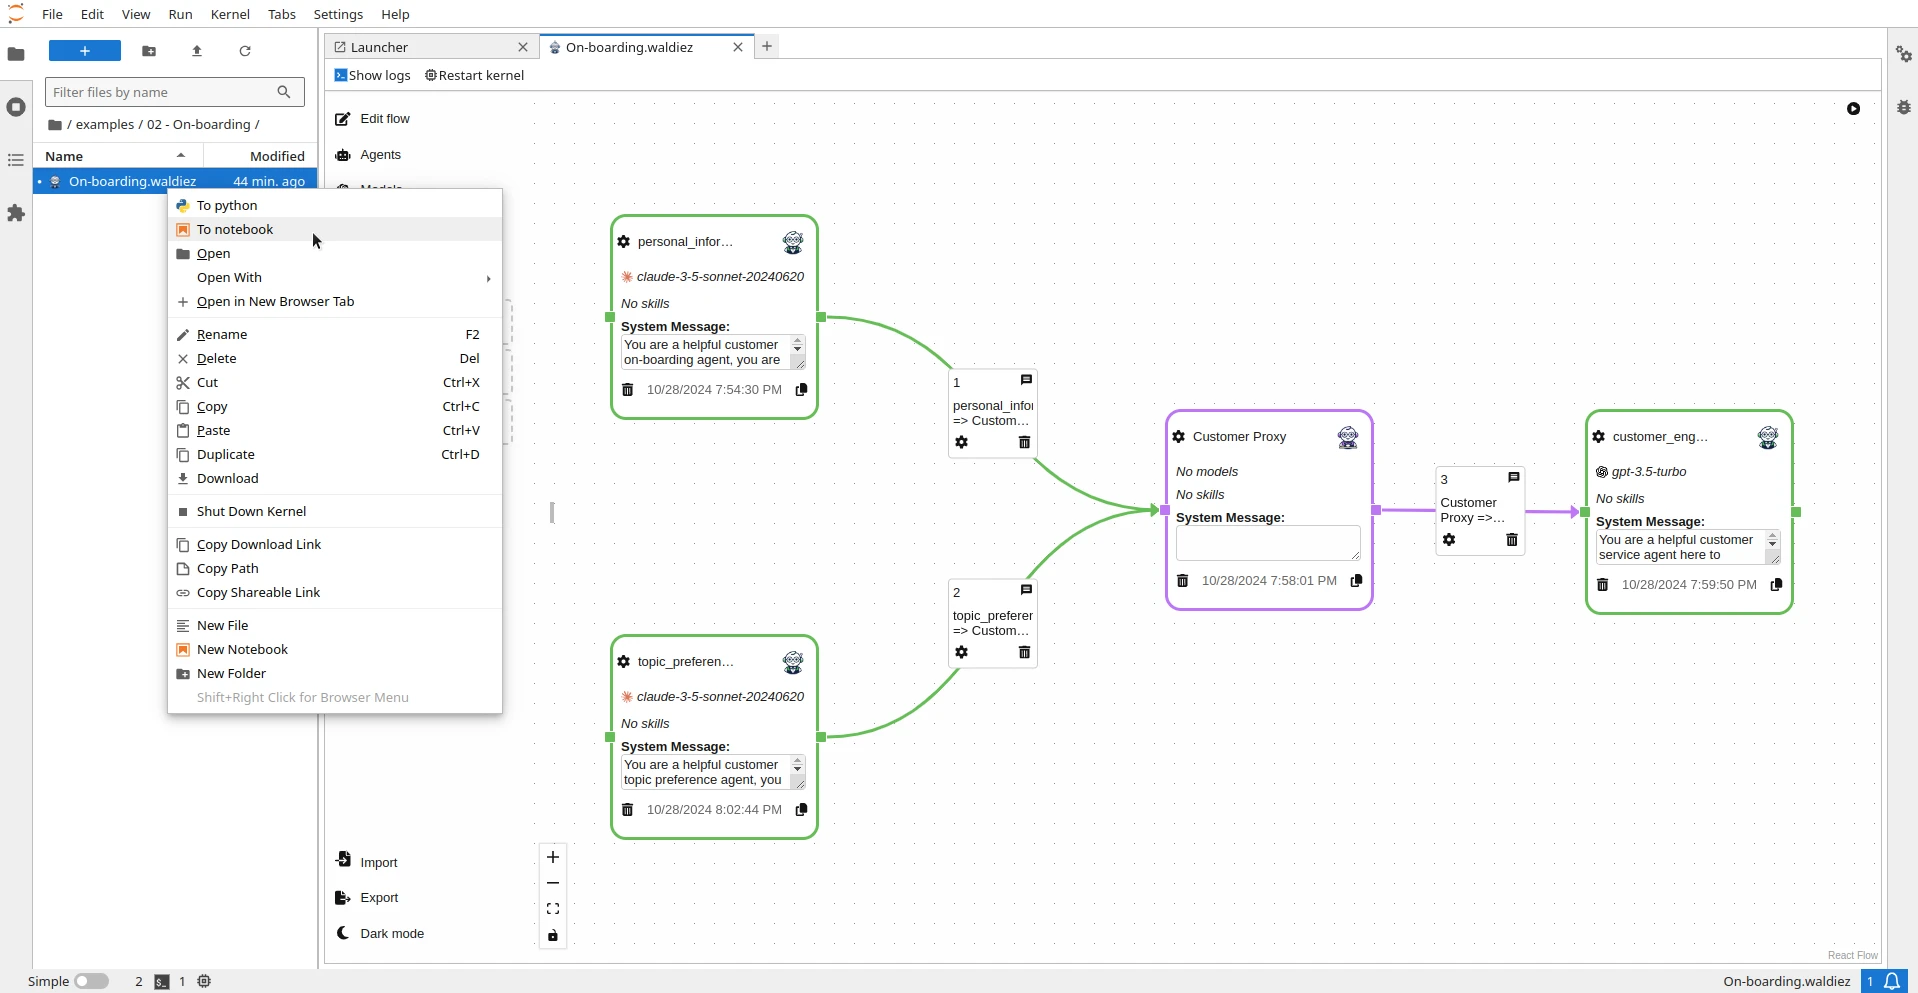 File Edit View Run Kernel Tabs Settings Help
Filter files by name
/ examples / 02 - On-boarding /
Name Modified
On-boarding.waldiez 44 min. ago
To python
To notebook
Open
Open With
Open in New Browser Tab
Rename F2
Delete Del
Cut Ctrl+X
Copy Ctrl+C
Paste Ctrl+V
Duplicate Ctrl+D
Download
Shut Down Kernel
Copy Download Link
Copy Path
Copy Shareable Link
New File
New Notebook
New Folder
Shift+Right Click for Browser Menu
Launcher
On-boarding.waldiez
Show logs Restart kernel
Edit flow
Agents
Import
Export
Dark mode
personal_infor...
claude-3-5-sonnet-20240620
No skills
System Message:
You are a helpful customer
on-boarding agent, you are
10/28/2024 7:54:30 PM
topic_preferen...
claude-3-5-sonnet-20240620
No skills
System Message:
You are a helpful customer
topic preference agent, you
10/28/2024 8:02:44 PM
1
personal_infor
=> Custom...
2
topic_preferer
=> Custom...
Customer Proxy
No models
No skills
System Message:
10/28/2024 7:58:01 PM
3
Customer
Proxy =>...
customer_eng...
gpt-3.5-turbo
No skills
System Message:
You are a helpful customer
service agent here to
10/28/2024 7:59:50 PM
React Flow
Simple 2 1
On-boarding.waldiez 1